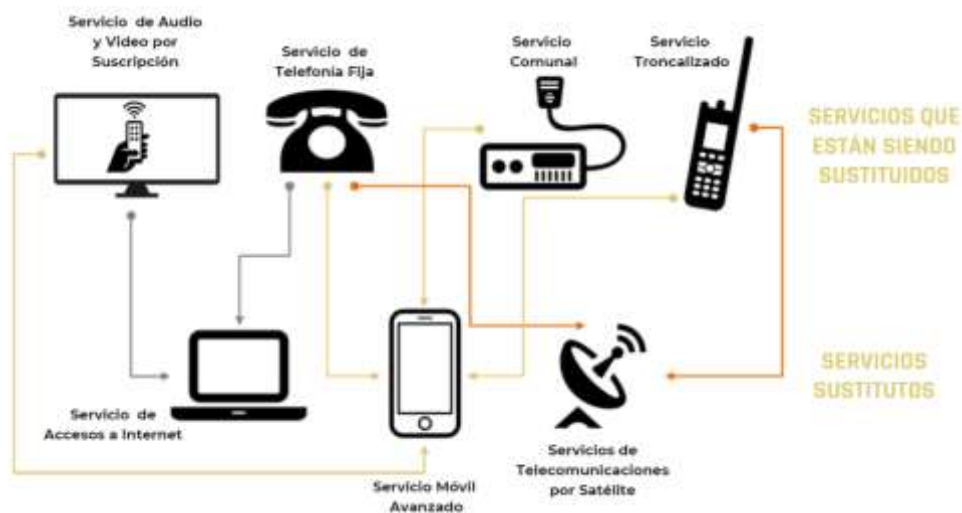 Servicio de Audio
y Video por
Suscripción
Servicio de
Telefonía Fija
Servicio
Comunal
Servicio
Troncalizado
SERVICIOS QUE
ESTÁN SIENDO
SUSTITUIDOS
SERVICIOS
SUSTITUTOS
Servicio de
Accesos a Internet
Servicio Móvil
Avanzado
Servicios de
Telecomunicaciones
por Satélite